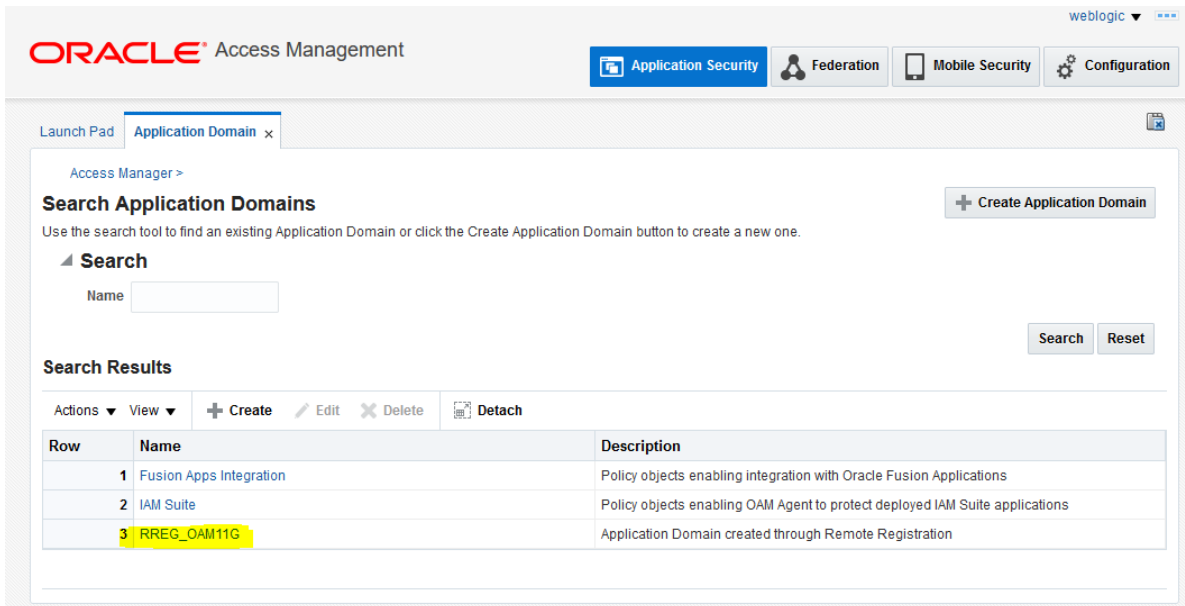 weblogic
ORACLE Access Management
Application Security Federation Mobile Security Configuration
Launch Pad Application Domain x
Access Manager >
Search Application Domains
Create Application Domain
Use the search tool to find an existing Application Domain or click the Create Application Domain button to create a new one.
Search
Name
Search Reset
Search Results
Actions View Create Edit Delete Detach
Row Name Description
1 Fusion Apps Integration Policy objects enabling integration with Oracle Fusion Applications
2 IAM Suite Policy objects enabling OAM Agent to protect deployed IAM Suite applications
3 RREG_OAM11G Application Domain created through Remote Registration